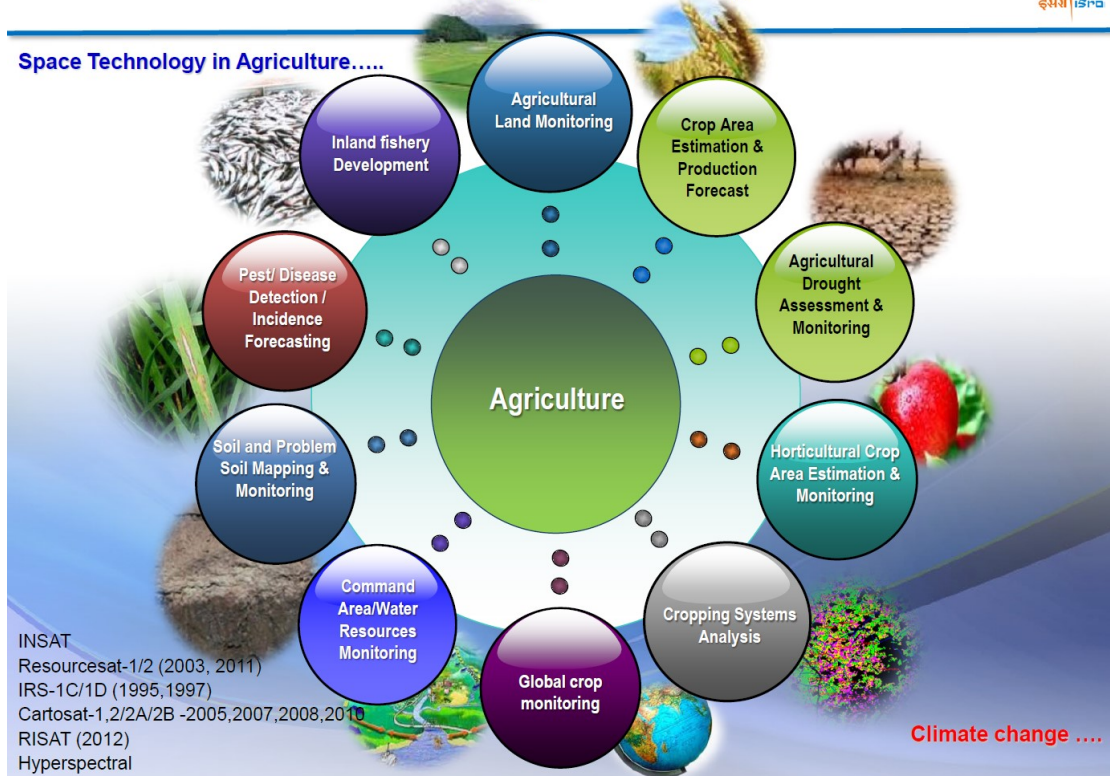 इसरो isro
Space Technology in Agriculture…..
Agricultural
Land Monitoring
Crop Area
Estimation &
Production
Forecast
Agricultural
Drought
Assessment &
Monitoring
Horticultural Crop
Area Estimation &
Monitoring
Cropping Systems
Analysis
Global crop
monitoring
Command
Area/Water
Resources
Monitoring
Soil and Problem
Soil Mapping &
Monitoring
Pest/ Disease
Detection /
Incidence
Forecasting
Inland fishery
Development
Agriculture
INSAT
Resourcesat-1/2 (2003, 2011)
IRS-1C/1D (1995,1997)
Cartosat-1,2/2A/2B -2005,2007,2008,2010
RISAT (2012)
Hyperspectral
Climate change ….